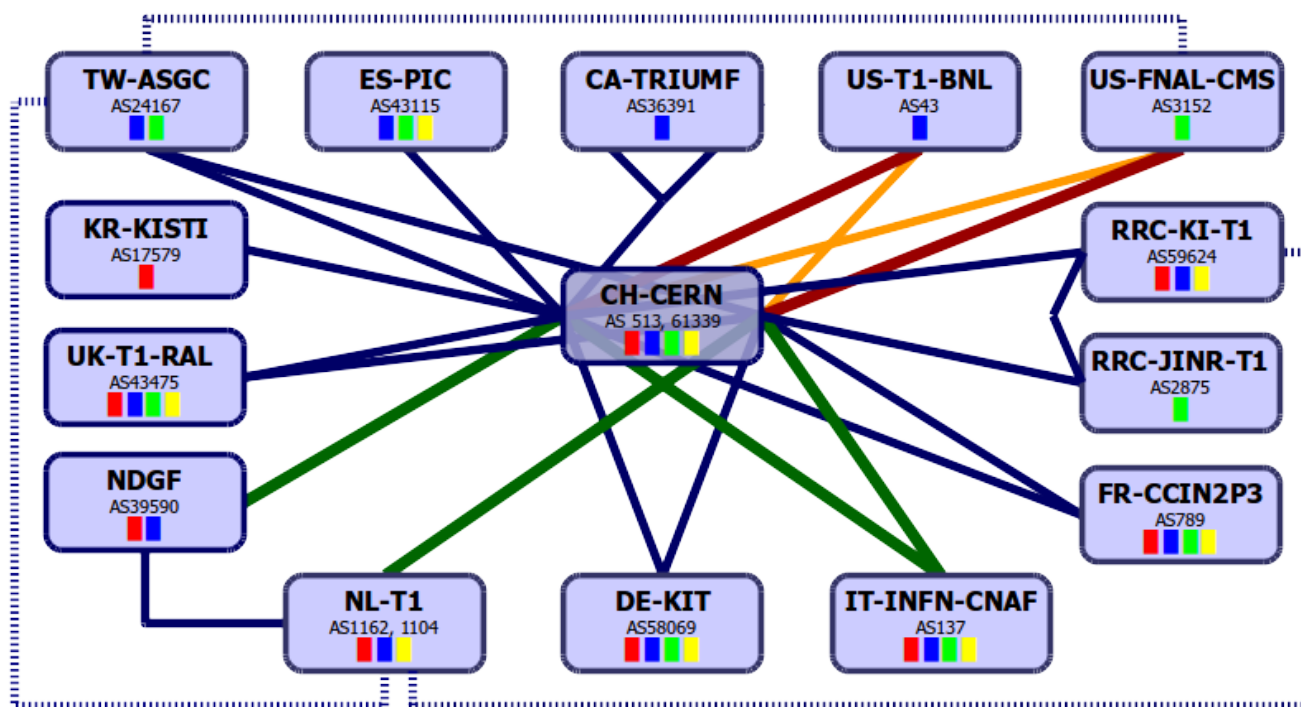 TW-ASGC
AS24167
ES-PIC
AS43115
CA-TRIUMF
AS36391
US-T1-BNL
AS43
US-FNAL-CMS
AS3152
KR-KISTI
AS17579
RRC-KI-T1
AS59624
CH-CERN
AS 513, 61339
UK-T1-RAL
AS43475
RRC-JINR-T1
AS2875
NDGF
AS39590
FR-CCIN2P3
AS789
NL-T1
AS1162, 1104
DE-KIT
AS58069
IT-INFN-CNAF
AS137